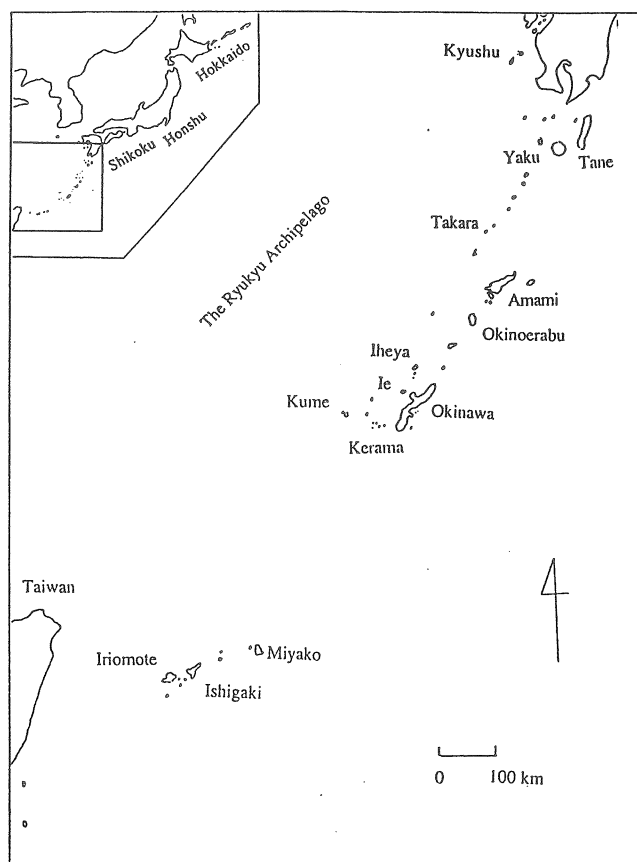 Hokkaido
Honshu
Shikoku
Kyushu
Yaku
Tane
Takara
The Ryukyu Archipelago
Amami
Okinoerabu
Iheya
Ie
Kume
Okinawa
Kerama
Taiwan
Iriomote
Miyako
Ishigaki
0 100 km